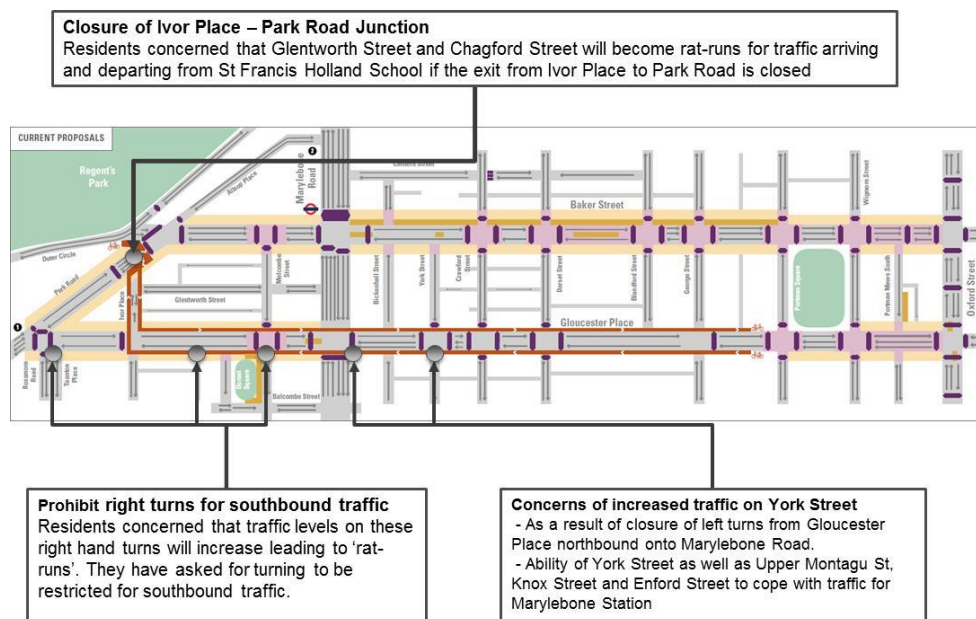 Closure of Ivor Place – Park Road Junction
Residents concerned that Glentworth Street and Chagford Street will become rat-runs for traffic arriving
and departing from St Francis Holland School if the exit from Ivor Place to Park Road is closed
CURRENT PROPOSALS
Regent's
Park
Allsop Place
Outer Circle
Marylebone
Road
2
Baker Street
Wigmore Street
Park Road
Ivor Place
Glentworth Street
Melcombe
Street
Bickenhall Street
York Street
Crawford
Street
Dorset Street
Blandford Street
George Street
Portman Square
Portman Mews South
Oxford Street
Gloucester Place
1
Rossmore
Road
Taunton
Place
Dorset
Square
Balcombe Street
Prohibit right turns for southbound traffic
Residents concerned that traffic levels on these
right hand turns will increase leading to ‘rat-
runs’. They have asked for turning to be
restricted for southbound traffic.
Concerns of increased traffic on York Street
- As a result of closure of left turns from Gloucester
Place northbound onto Marylebone Road.
- Ability of York Street as well as Upper Montagu St,
Knox Street and Enford Street to cope with traffic for
Marylebone Station